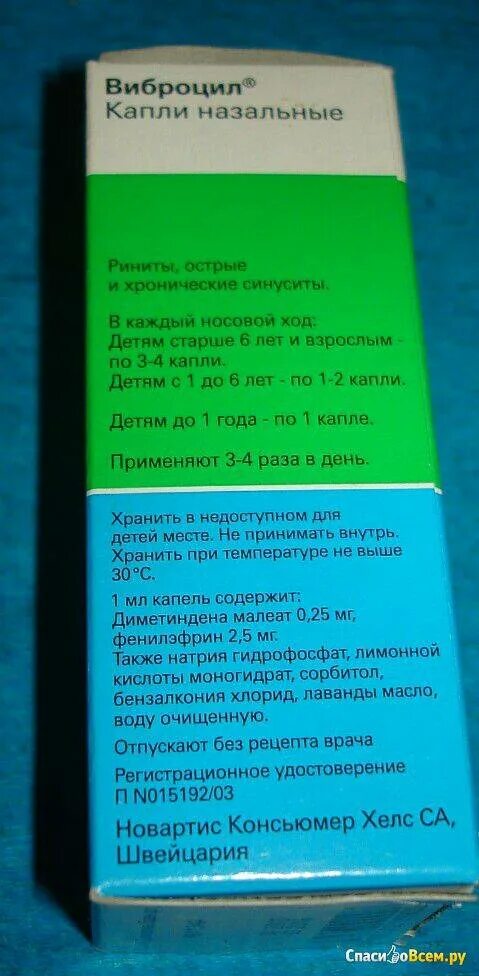 Виброцил®
Капли назальные
Риниты, острые
и хронические синуситы.
В каждый носовой ход:
Детям старше 6 лет и взрослым -
по 3-4 капли.
Детям с 1 до 6 лет - по 1-2 капли.
Детям до 1 года - по 1 капле.
Применяют 3-4 раза в день.
Хранить в недоступном для
детей месте. Не принимать внутрь.
Хранить при температуре не выше
30°С.
1 мл капель содержит:
Диметиндена малеат 0,25 мг,
фенилэфрин 2,5 мг.
Также натрия гидрофосфат, лимонной
кислоты моногидрат, сорбитол,
бензалкония хлорид, лаванды масло,
воду очищенную.
Отпускают без рецепта врача
Регистрационное удостоверение
П N015192/03
Новартис Консьюмер Хелс СА,
Швейцария
СпасибоВсем.ру